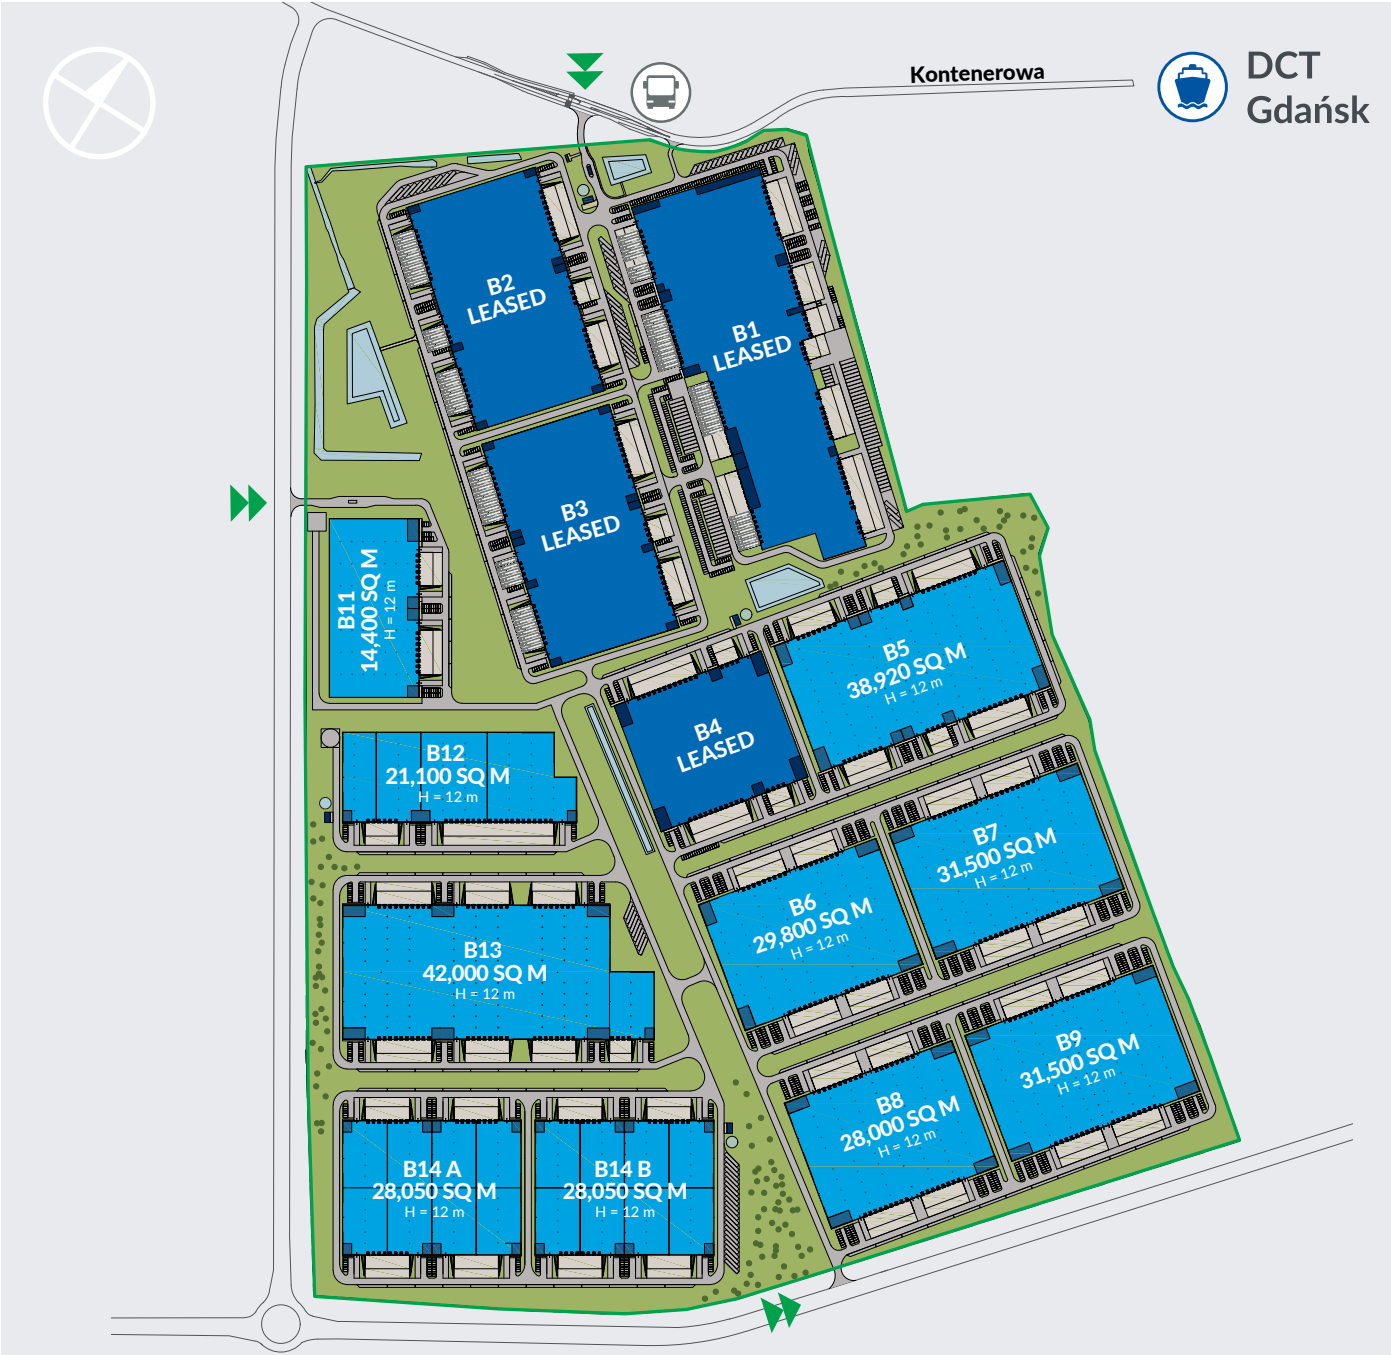 Kontenerowa
DCT
Gdańsk
B2
LEASED
B1
LEASED
B3
LEASED
B11
14,400 SQ M
H = 12 m
B5
38,920 SQ M
H = 12 m
B4
LEASED
B12
21,100 SQ M
H = 12 m
B7
31,500 SQ M
H = 12 m
B6
29,800 SQ M
H = 12 m
B13
42,000 SQ M
H = 12 m
B9
31,500 SQ M
H = 12 m
B8
28,000 SQ M
H = 12 m
B14 A
28,050 SQ M
H = 12 m
B14 B
28,050 SQ M
H = 12 m